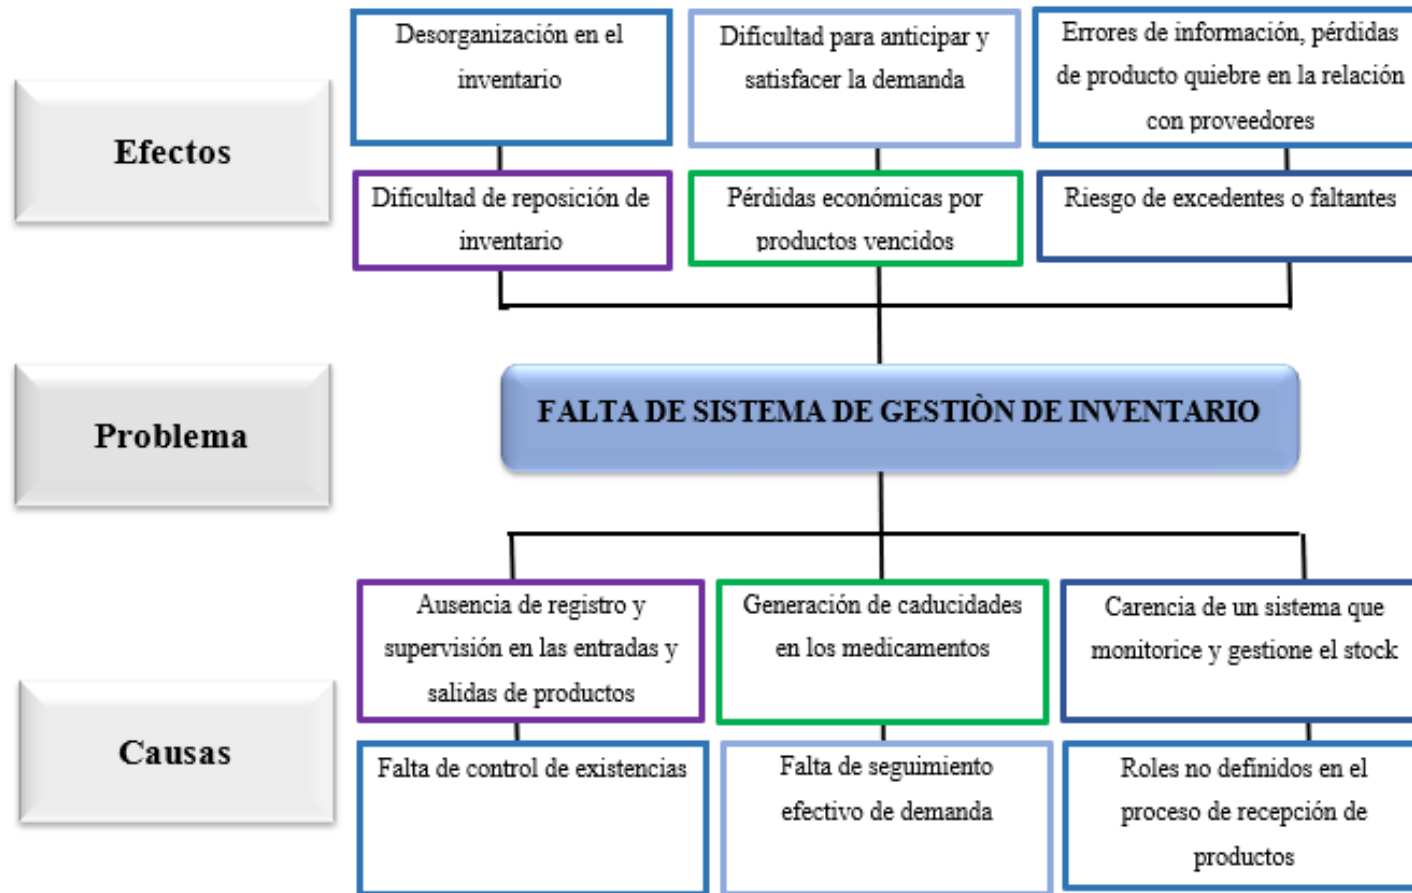 Efectos
Desorganización en el
inventario
Dificultad para anticipar y
satisfacer la demanda
Errores de información, pérdidas
de producto quiebre en la relación
con proveedores
Dificultad de reposición de
inventario
Pérdidas económicas por
productos vencidos
Riesgo de excedentes o faltantes
Problema
FALTA DE SISTEMA DE GESTIÒN DE INVENTARIO
Causas
Ausencia de registro y
supervisión en las entradas y
salidas de productos
Generación de caducidades
en los medicamentos
Carencia de un sistema que
monitorice y gestione el stock
Falta de control de existencias
Falta de seguimiento
efectivo de demanda
Roles no definidos en el
proceso de recepción de
productos